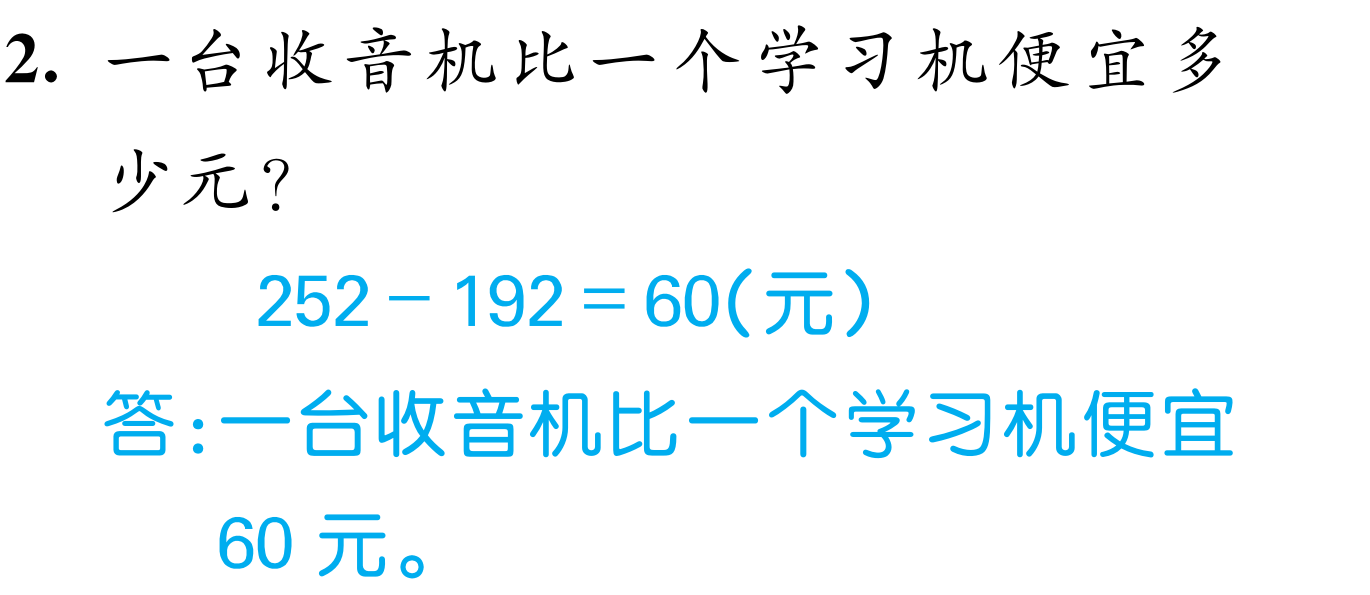 2. 一台收音机比一个学习机便宜多
少元?
252－192＝60(元)
答:一台收音机比一个学习机便宜
60 元。